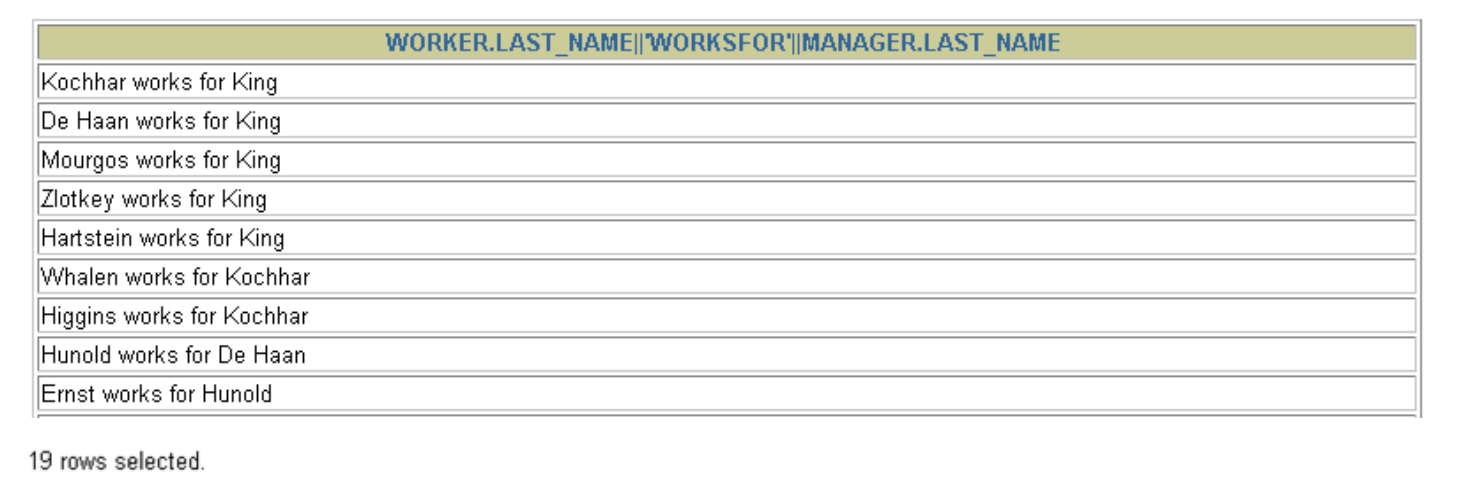 WORKER.LAST_NAME||'WORKSFOR'||MANAGER.LAST_NAME
Kochhar works for King
De Haan works for King
Mourgos works for King
Zlotkey works for King
Hartstein works for King
Whalen works for Kochhar
Higgins works for Kochhar
Hunold works for De Haan
Ernst works for Hunold
19 rows selected.